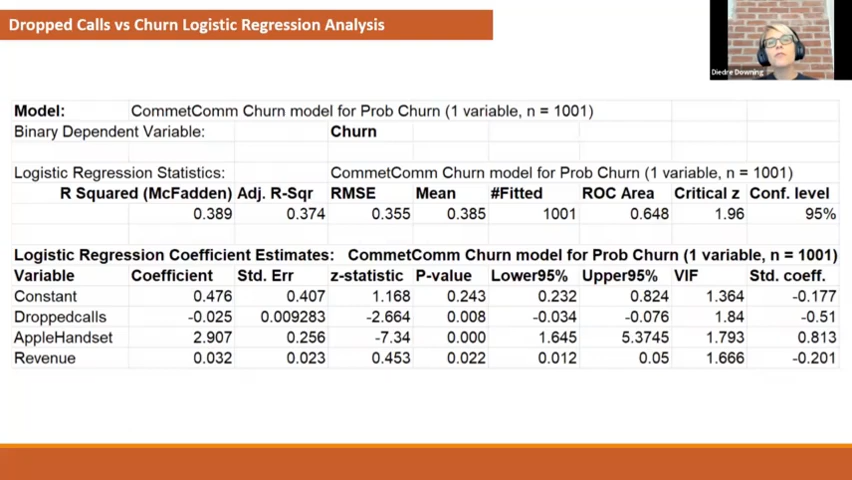 Dropped Calls vs Churn Logistic Regression Analysis
Diedre Downing
Model: CommetComm Churn model for Prob Churn (1 variable, n = 1001)
Binary Dependent Variable: Churn
Logistic Regression Statistics: CommetComm Churn model for Prob Churn (1 variable, n = 1001)
R Squared (McFadden) Adj. R-Sqr RMSE Mean #Fitted ROC Area Critical z Conf. level
0.389 0.374 0.355 0.385 1001 0.648 1.96 95%
Logistic Regression Coefficient Estimates: CommetComm Churn model for Prob Churn (1 variable, n = 1001)
Variable Coefficient Std. Err z-statistic P-value Lower95% Upper95% VIF Std. coeff.
Constant 0.476 0.407 1.168 0.243 0.232 0.824 1.364 -0.177
Droppedcalls -0.025 0.009283 -2.664 0.008 -0.034 -0.076 1.84 -0.51
AppleHandset 2.907 0.256 -7.34 0.000 1.645 5.3745 1.793 0.813
Revenue 0.032 0.023 0.453 0.022 0.012 0.05 1.666 -0.201